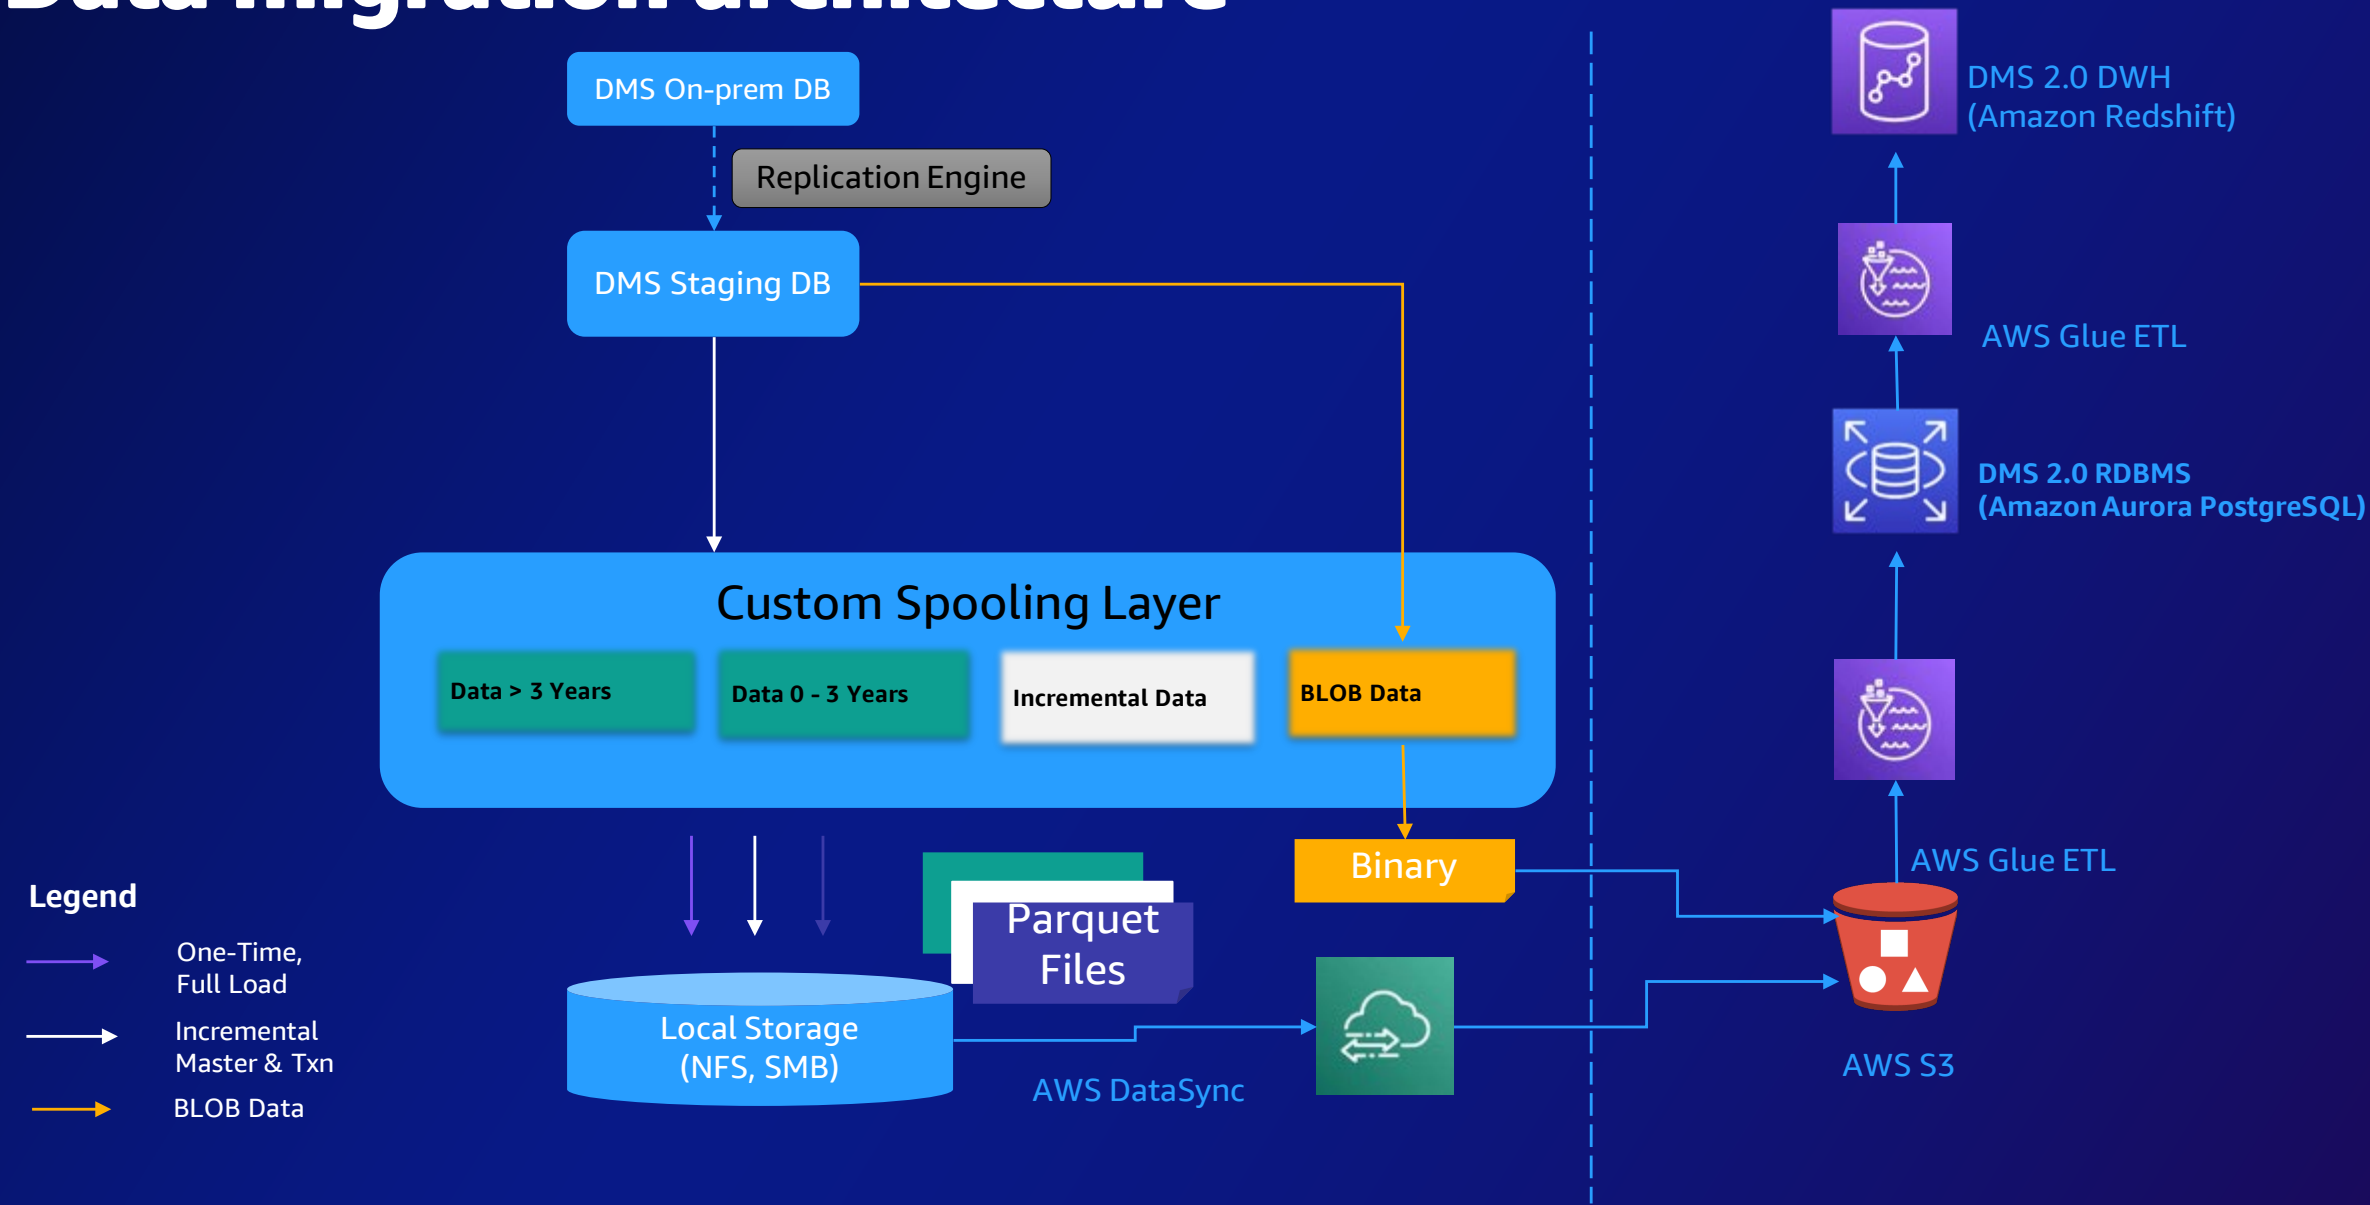 Data migration architecture
DMS On-prem DB
Replication Engine
DMS Staging DB
Custom Spooling Layer
Data > 3 Years
Data 0 - 3 Years
Incremental Data
BLOB Data
Binary
Parquet
Files
Local Storage
(NFS, SMB)
AWS DataSync
Legend
One-Time,
Full Load
Incremental
Master & Txn
BLOB Data
DMS 2.0 DWH
(Amazon Redshift)
AWS Glue ETL
DMS 2.0 RDBMS
(Amazon Aurora PostgreSQL)
AWS Glue ETL
AWS S3